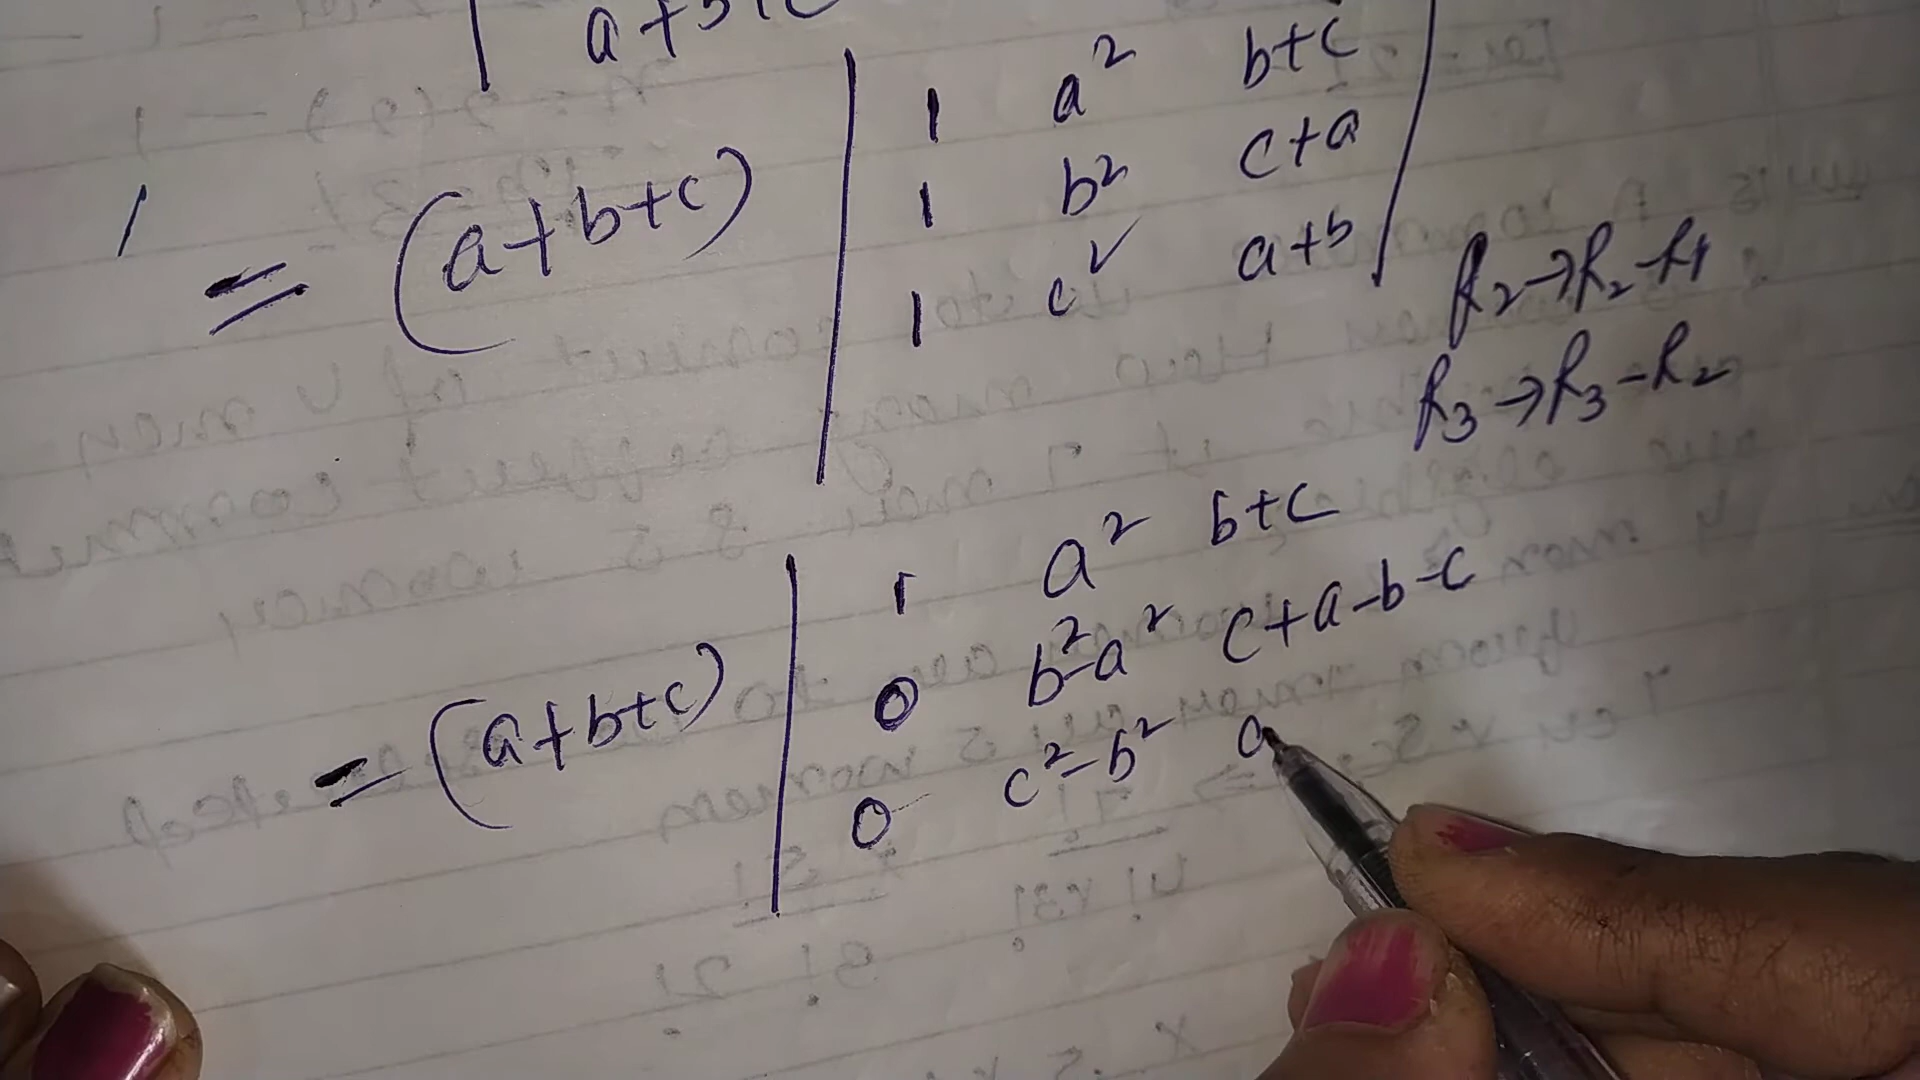 a+b+c
1 a² b+c
= (a+b+c) 1 b² c+a
1 c² a+b
R₂→R₂-R1
R₃→R₃-R₂
1 a² b+c
= (a+b+c) 0 b²-a² c+a-b-c
0 c²-b² a